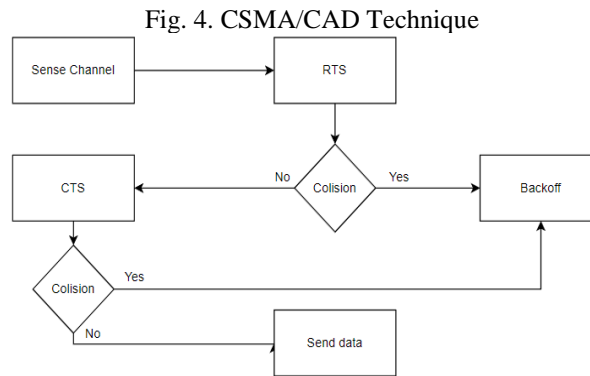 Fig. 4. CSMA/CAD Technique
Sense Channel
RTS
No
Colision
Yes
CTS
Backoff
Colision
Yes
No
Send data